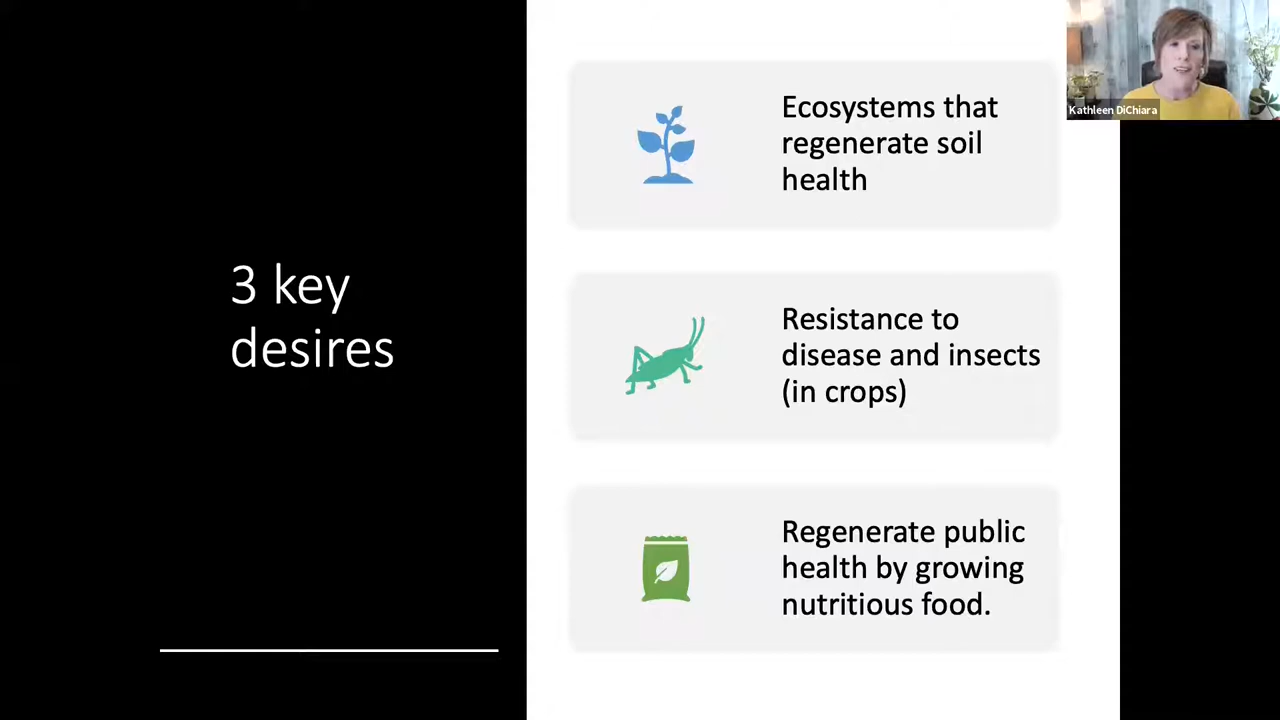 3 key
desires
Ecosystems that
regenerate soil
health
Resistance to
disease and insects
(in crops)
Regenerate public
health by growing
nutritious food.
Kathleen DiChiara